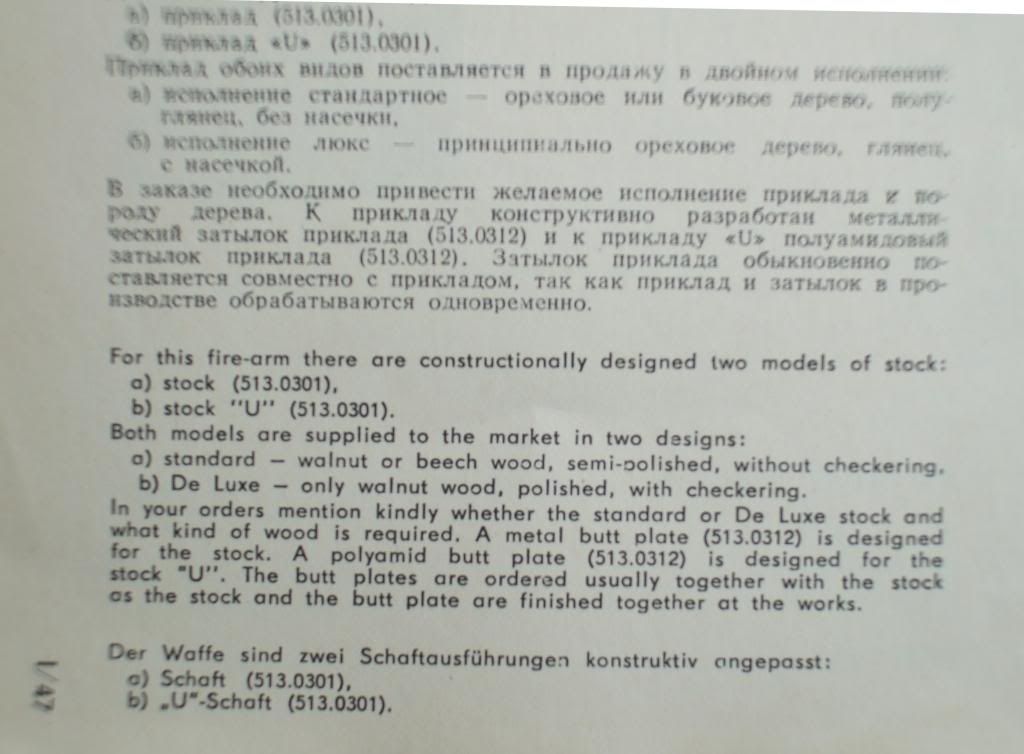 а) приклад (513.0301),
б) приклад «U» (513.0301).
Приклад обоих видов поставляется в продажу в двойном исполнении:
а) исполнение стандартное — ореховое или буковое дерево, полу-
глянец, без насечки,
б) исполнение люкс — принципиально ореховое дерево, глянец,
с насечкой.
В заказе необходимо привести желаемое исполнение приклада и по-
роду дерева. К прикладу конструктивно разработан металли-
ческий затылок приклада (513.0312) и к прикладу «U» полуамидовый
затылок приклада (513.0312). Затылок приклада обыкновенно по-
ставляется совместно с прикладом, так как приклад и затылок в про-
изводстве обрабатываются одновременно.
For this fire-arm there are constructionally designed two models of stock:
a) stock (513.0301),
b) stock "U" (513.0301).
Both models are supplied to the market in two designs:
a) standard — walnut or beech wood, semi-polished, without checkering.
b) De Luxe — only walnut wood, polished, with checkering.
In your orders mention kindly whether the standard or De Luxe stock and
what kind of wood is required. A metal butt plate (513.0312) is designed
for the stock. A polyamid butt plate (513.0312) is designed for the
stock "U". The butt plates are ordered usually together with the stock
as the stock and the butt plate are finished together at the works.
Der Waffe sind zwei Schaftausführungen konstruktiv angepasst:
a) Schaft (513.0301),
b) „U"-Schaft (513.0301).
I/47